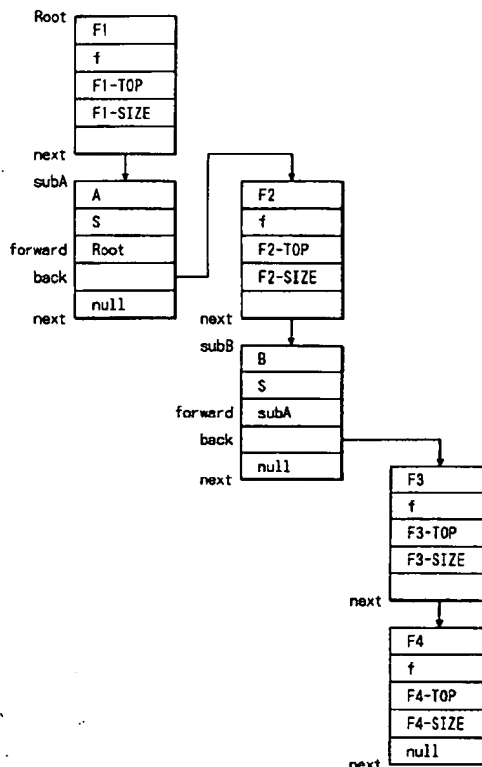 Root
F1
f
F1-TOP
F1-SIZE
next
subA
A
S
forward Root
back
null
next
F2
f
F2-TOP
F2-SIZE
next
subB
B
S
forward subA
back
null
next
F3
f
F3-TOP
F3-SIZE
next
F4
f
F4-TOP
F4-SIZE
null
next